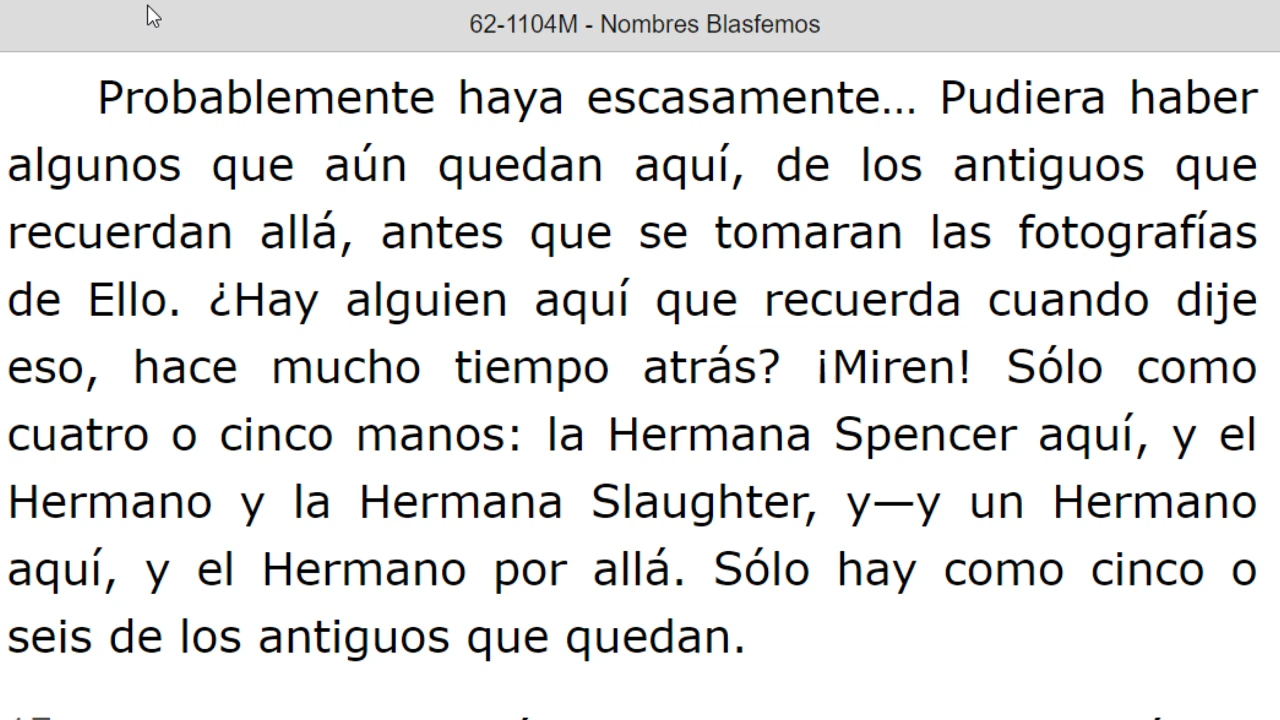 62-1104M - Nombres Blasfemos
Probablemente haya escasamente… Pudiera haber
algunos que aún quedan aquí, de los antiguos que
recuerdan allá, antes que se tomaran las fotografías
de Ello. ¿Hay alguien aquí que recuerda cuando dije
eso, hace mucho tiempo atrás? ¡Miren! Sólo como
cuatro o cinco manos: la Hermana Spencer aquí, y el
Hermano y la Hermana Slaughter, y—y un Hermano
aquí, y el Hermano por allá. Sólo hay como cinco o
seis de los antiguos que quedan.